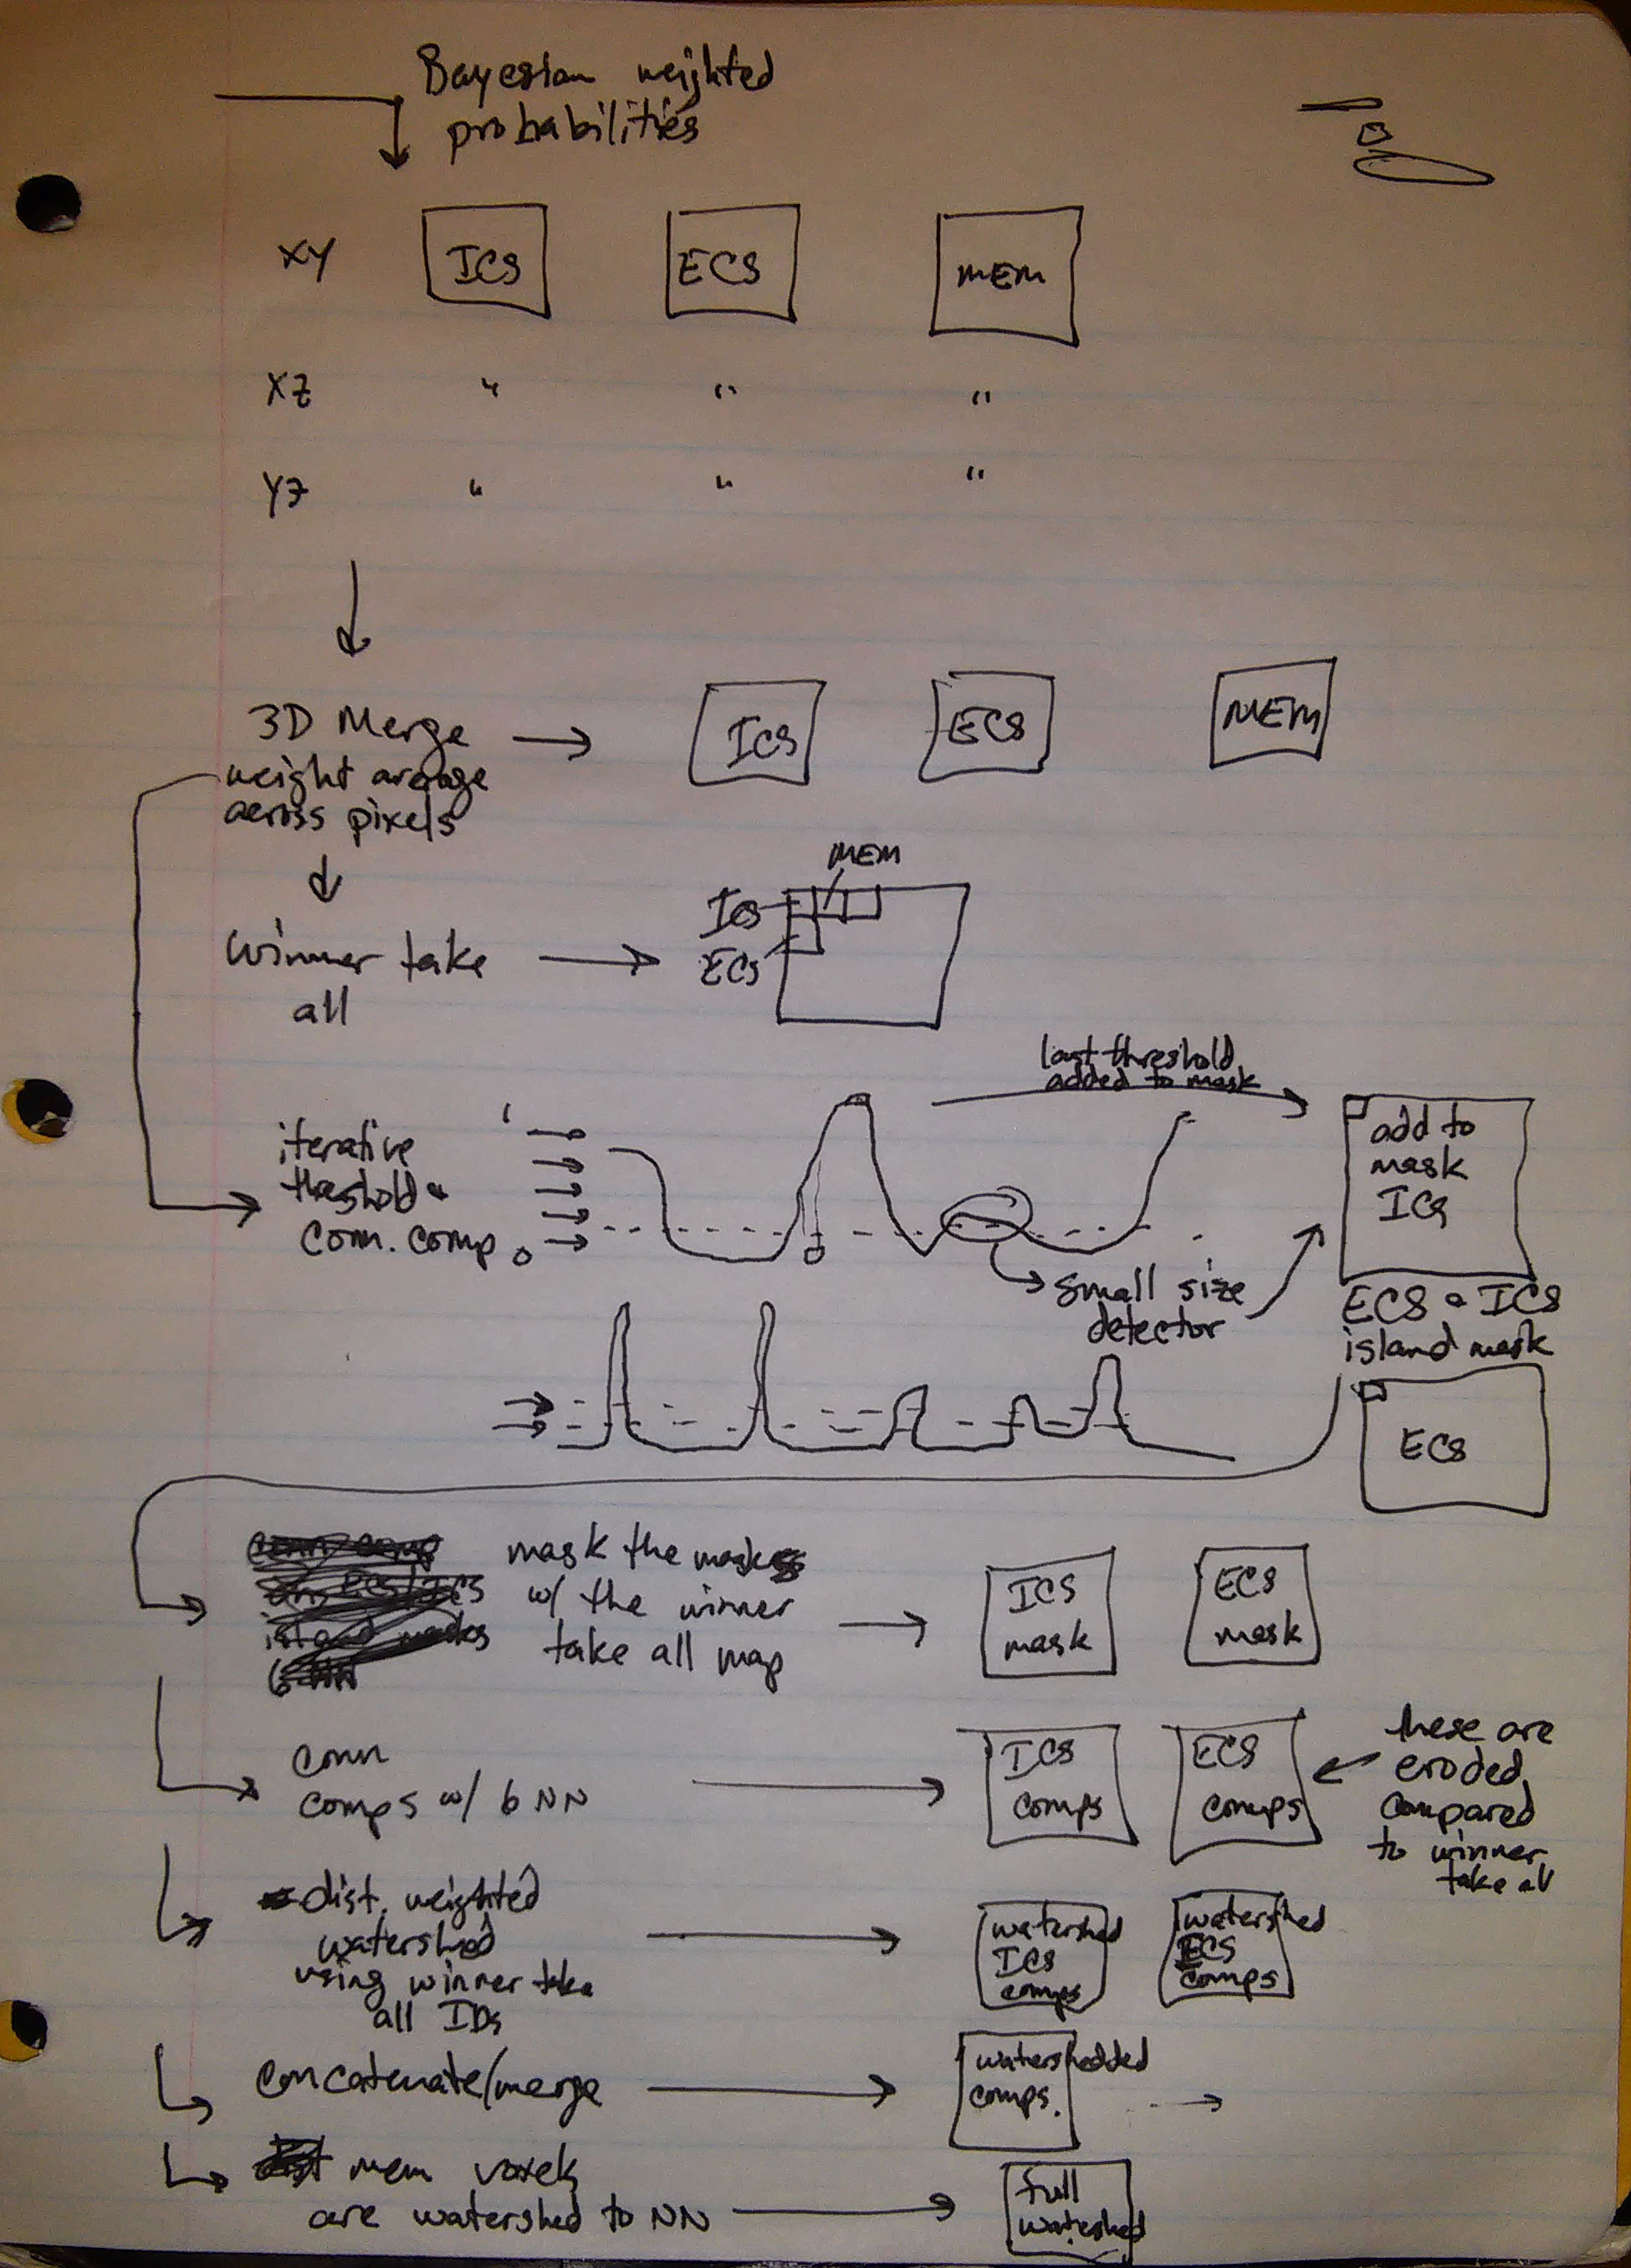 Bayesian weighted
probabilities
XY ICS ECS MEM
XZ " " "
YZ " " "
3D Merge
ICS ECS MEM
weight average
across pixels
MEM
ICS
ECS
Winner take
all
last threshold
added to mask
iterative
threshold &
Conn. comp
1
0
add to
mask
ICS
small size
detector
ECS & ICS
island mask
ECS
mask the masks
w/ the winner
take all map
ICS
mask
ECS
mask
Conn
comps w/ 6 NN
ICS
comps
ECS
comps
these are
eroded
compared
to winner
take all
dist. weighted
watershed
using winner take
all IDs
watershed
ICS
comps
watershed
ECS
comps
concatenate/merge
watershedded
comps.
mem voxels
are watershed to NN
full
watershed